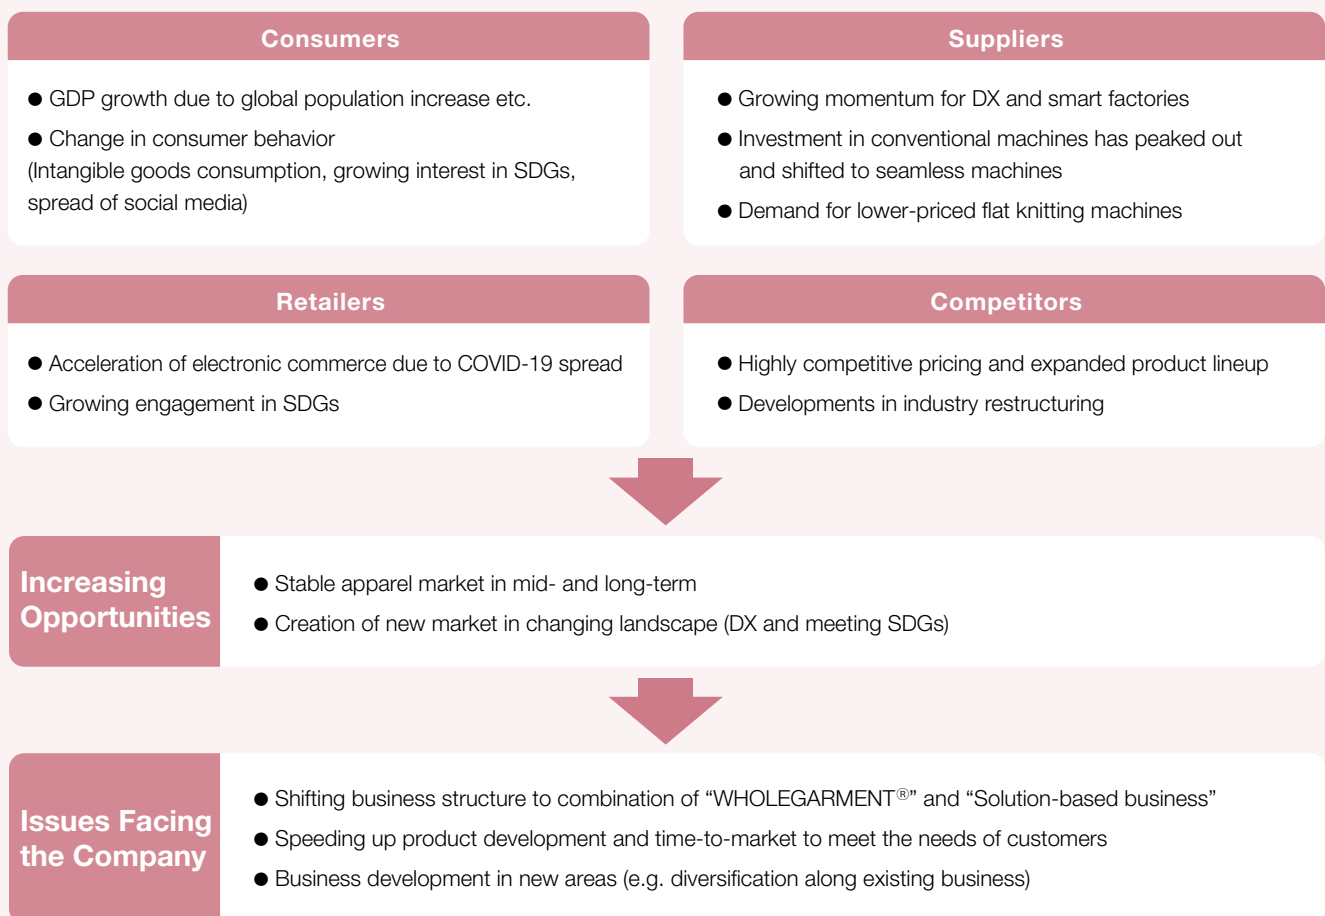 Consumers
● GDP growth due to global population increase etc.
● Change in consumer behavior
(Intangible goods consumption, growing interest in SDGs,
spread of social media)
Suppliers
● Growing momentum for DX and smart factories
● Investment in conventional machines has peaked out
and shifted to seamless machines
● Demand for lower-priced flat knitting machines
Retailers
● Acceleration of electronic commerce due to COVID-19 spread
● Growing engagement in SDGs
Competitors
● Highly competitive pricing and expanded product lineup
● Developments in industry restructuring
Increasing
Opportunities
● Stable apparel market in mid- and long-term
● Creation of new market in changing landscape (DX and meeting SDGs)
Issues Facing
the Company
● Shifting business structure to combination of “WHOLEGARMENT®” and “Solution-based business”
● Speeding up product development and time-to-market to meet the needs of customers
● Business development in new areas (e.g. diversification along existing business)